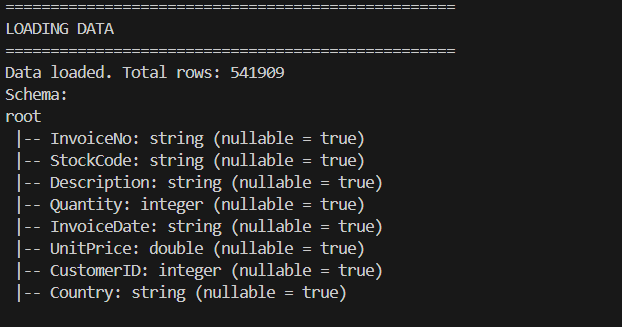 ==================================================
LOADING DATA
==================================================
Data loaded. Total rows: 541909
Schema:
root
 |-- InvoiceNo: string (nullable = true)
 |-- StockCode: string (nullable = true)
 |-- Description: string (nullable = true)
 |-- Quantity: integer (nullable = true)
 |-- InvoiceDate: string (nullable = true)
 |-- UnitPrice: double (nullable = true)
 |-- CustomerID: integer (nullable = true)
 |-- Country: string (nullable = true)